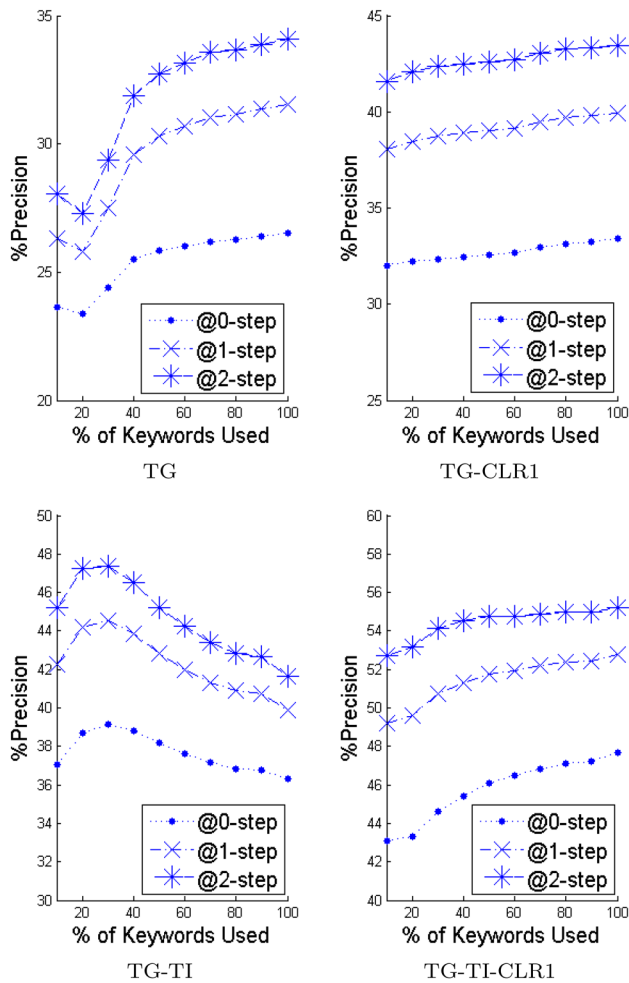 35
30
25
20
%Precision
@0-step
@1-step
@2-step
20 40 60 80 100
% of Keywords Used
TG
45
40
35
30
25
%Precision
@0-step
@1-step
@2-step
20 40 60 80 100
% of Keywords Used
TG-CLR1
50
48
46
44
42
40
38
36
34
32
30
%Precision
@0-step
@1-step
@2-step
20 40 60 80 100
% of Keywords Used
TG-TI
60
58
56
54
52
50
48
46
44
42
40
%Precision
@0-step
@1-step
@2-step
20 40 60 80 100
% of Keywords Used
TG-TI-CLR1